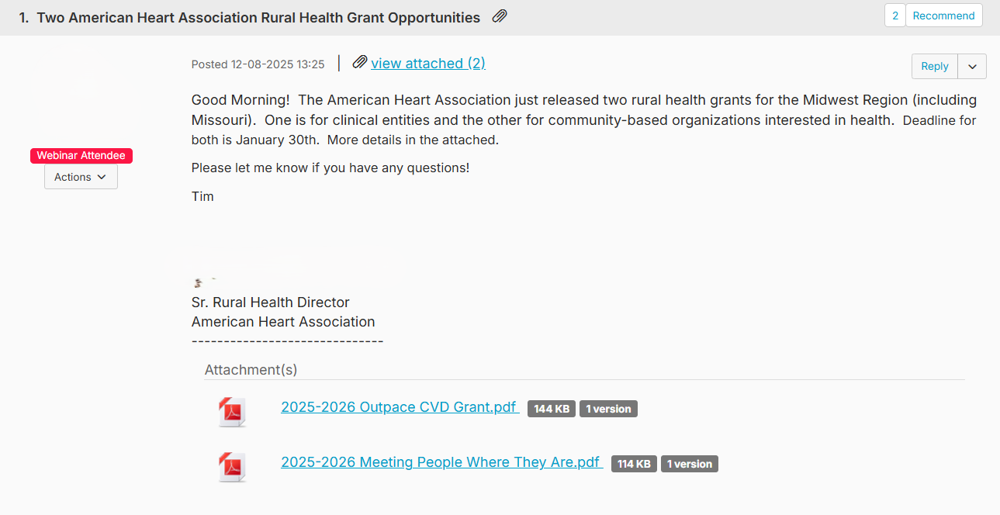 1. Two American Heart Association Rural Health Grant Opportunities
2 Recommend
Posted 12-08-2025 13:25 | view attached (2)
Reply
Good Morning!  The American Heart Association just released two rural health grants for the Midwest Region (including
Missouri).  One is for clinical entities and the other for community-based organizations interested in health.  Deadline for
both is January 30th.  More details in the attached.
Webinar Attendee
Actions
Please let me know if you have any questions!
Tim
Sr. Rural Health Director
American Heart Association
------------------------------
Attachment(s)
2025-2026 Outpace CVD Grant.pdf 144 KB 1 version
2025-2026 Meeting People Where They Are.pdf 114 KB 1 version